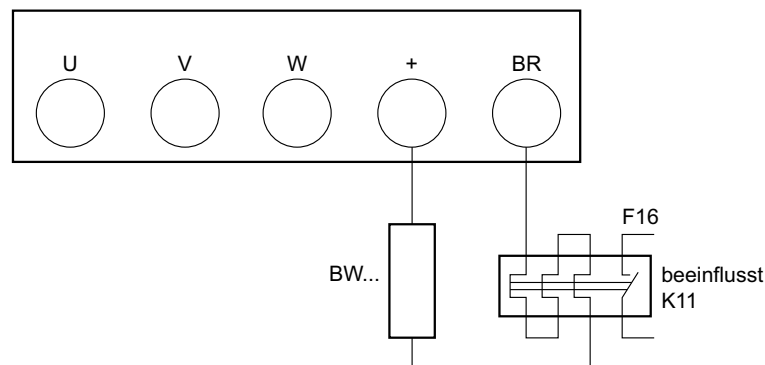 U V W + BR
F16
BW...
beeinflusst
K11